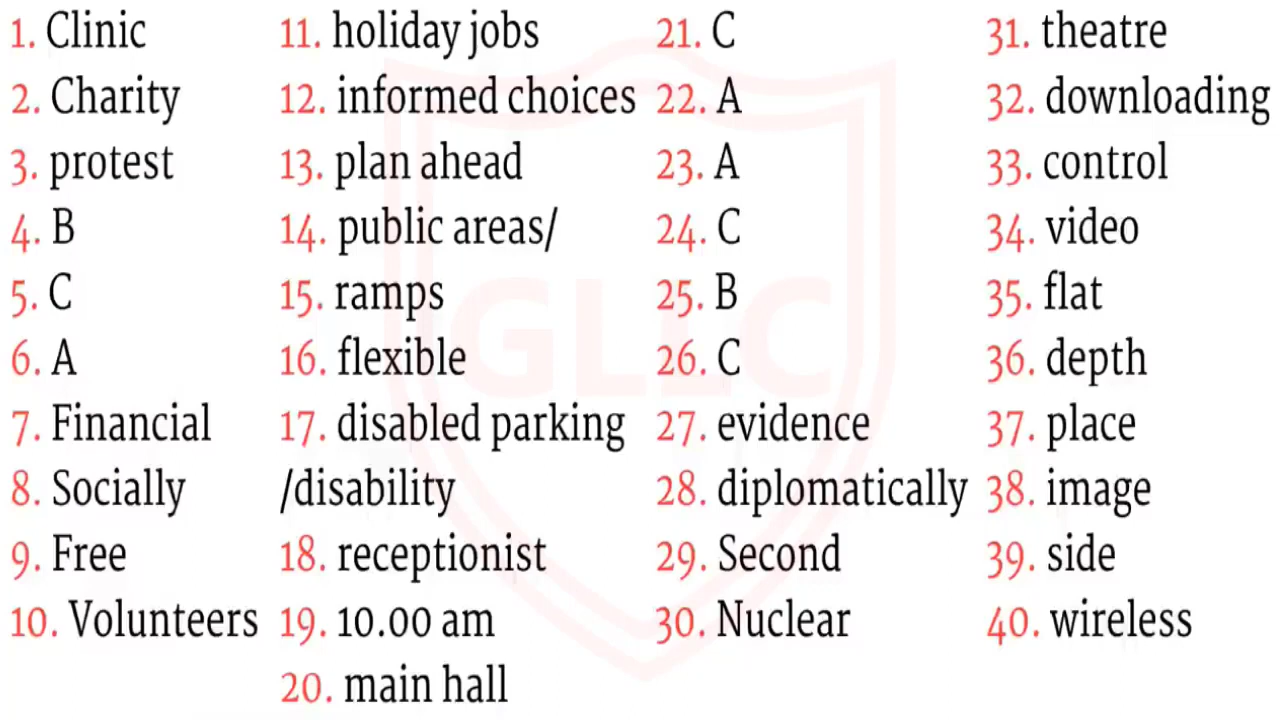 1. Clinic
2. Charity
3. protest
4. B
5. C
6. A
7. Financial
8. Socially
9. Free
10. Volunteers
11. holiday jobs
12. informed choices
13. plan ahead
14. public areas/
15. ramps
16. flexible
17. disabled parking
/disability
18. receptionist
19. 10.00 am
20. main hall
21. C
22. A
23. A
24. C
25. B
26. C
27. evidence
28. diplomatically
29. Second
30. Nuclear
31. theatre
32. downloading
33. control
34. video
35. flat
36. depth
37. place
38. image
39. side
40. wireless
GLLC